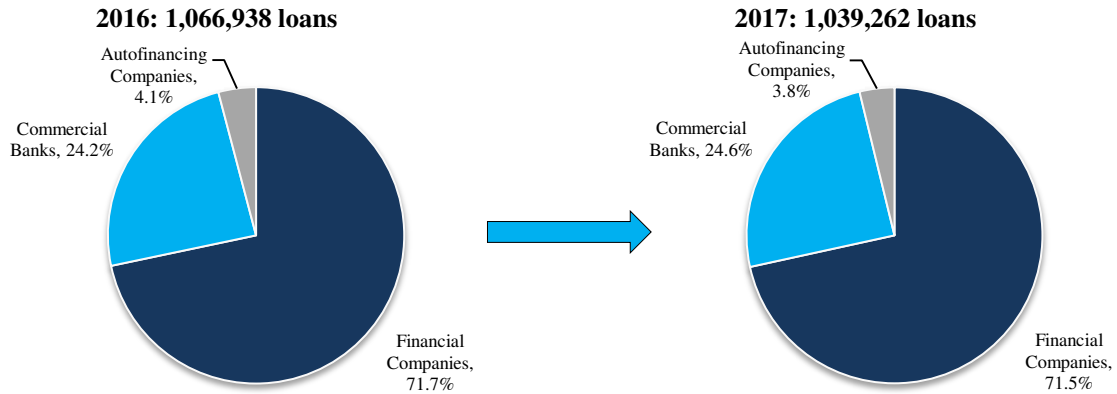 2016: 1,066,938 loans
Autofinancing
Companies,
4.1%
Commercial
Banks, 24.2%
Financial
Companies,
71.7%
2017: 1,039,262 loans
Autofinancing
Companies,
3.8%
Commercial
Banks, 24.6%
Financial
Companies,
71.5%